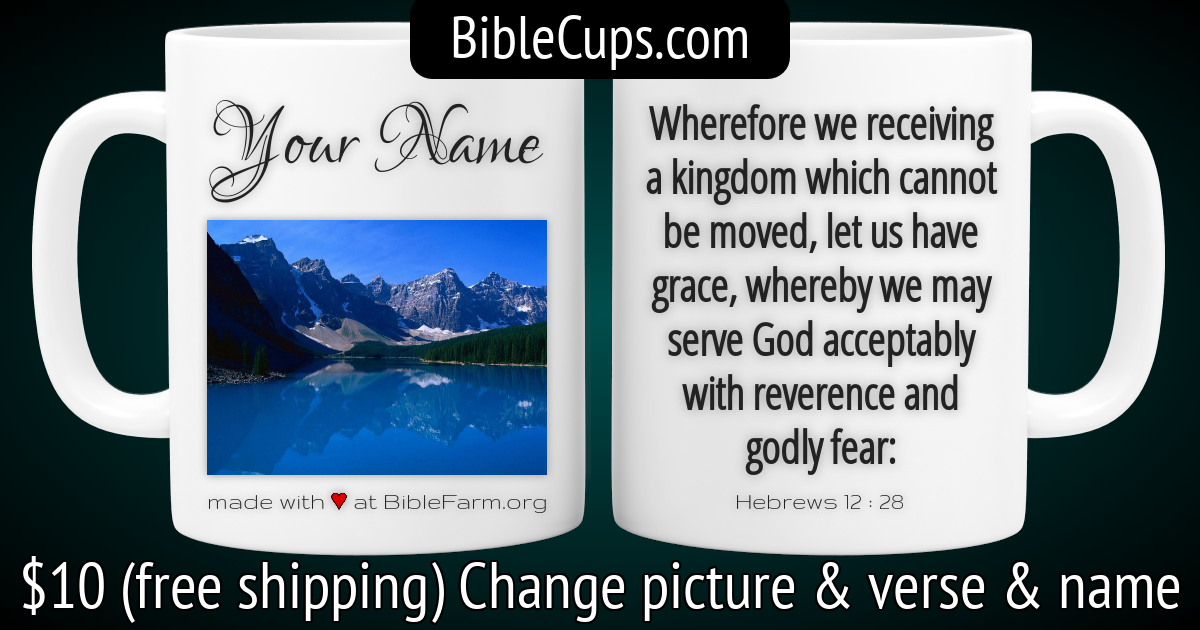 BibleCups.com
Your Name
made with ♥ at BibleFarm.org
Wherefore we receiving
a kingdom which cannot
be moved, let us have
grace, whereby we may
serve God acceptably
with reverence and
godly fear:
Hebrews 12 : 28
$10 (free shipping) Change picture & verse & name